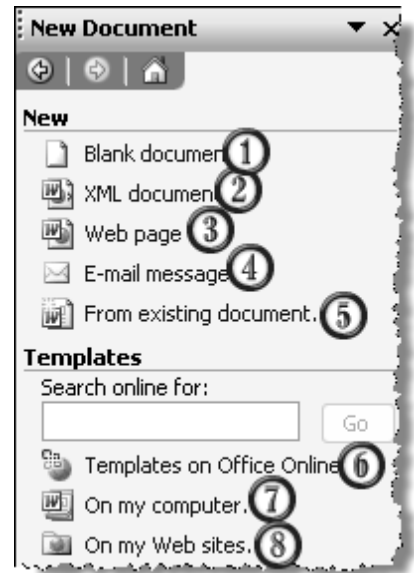 New Document
New
Blank documen 1
XML documen 2
Web page 3
E-mail message 4
From existing document. 5
Templates
Search online for:
Go
Templates on Office Online 6
On my computer. 7
On my Web sites. 8